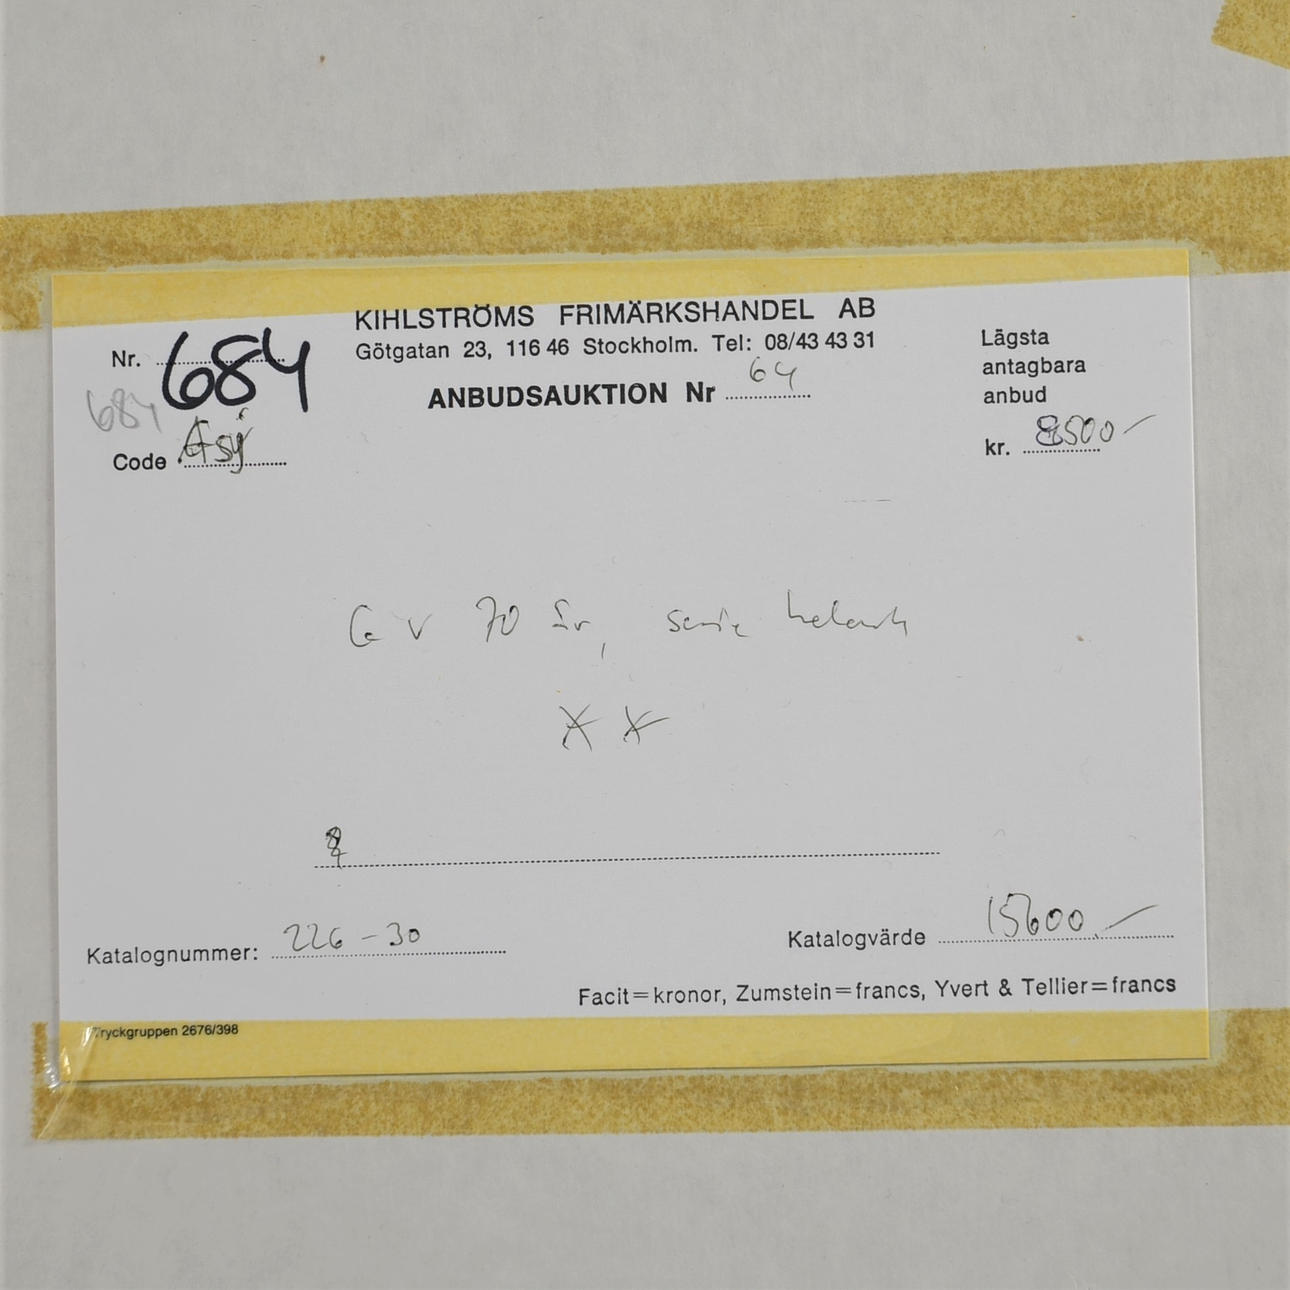 KIHLSTRÖMS FRIMÄRKSHANDEL AB
Götgatan 23, 116 46 Stockholm. Tel: 08/43 43 31
ANBUDSAUKTION Nr 64
Nr. 684
684
Code
Lägsta
antagbara
anbud
kr. 8500-
G V 70 år, serie helark
**
Katalognummer: 226-30
Katalogvärde 15600.-
Facit=kronor, Zumstein=francs, Yvert & Tellier=francs
Tryckgruppen 2676/398